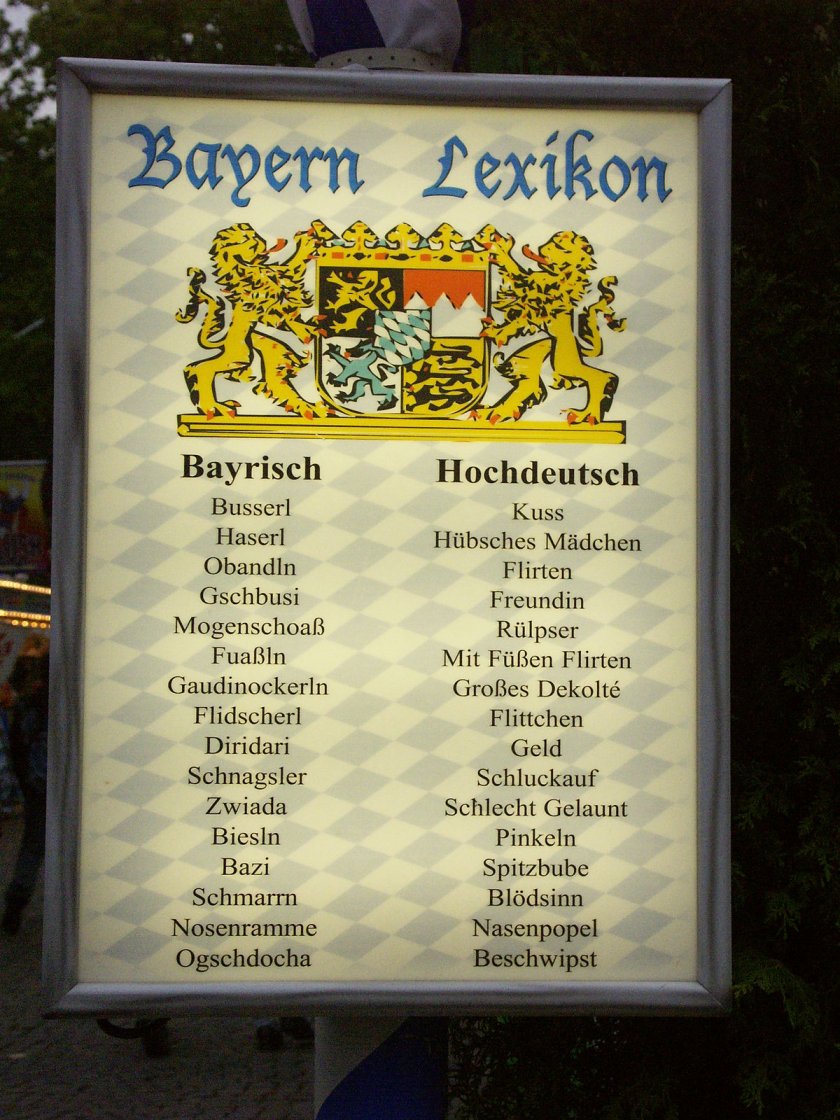 Bayern Lexikon
Bayrisch Hochdeutsch
Busserl Kuss
Haserl Hübsches Mädchen
Obandln Flirten
Gschbusi Freundin
Mogenschoaß Rülpser
Fuaßln Mit Füßen Flirten
Gaudinockerln Großes Dekolté
Flidscherl Flittchen
Diridari Geld
Schnagsler Schluckauf
Zwiada Schlecht Gelaunt
Biesln Pinkeln
Bazi Spitzbube
Schmarrn Blödsinn
Nosenramme Nasenpopel
Ogschdocha Beschwipst